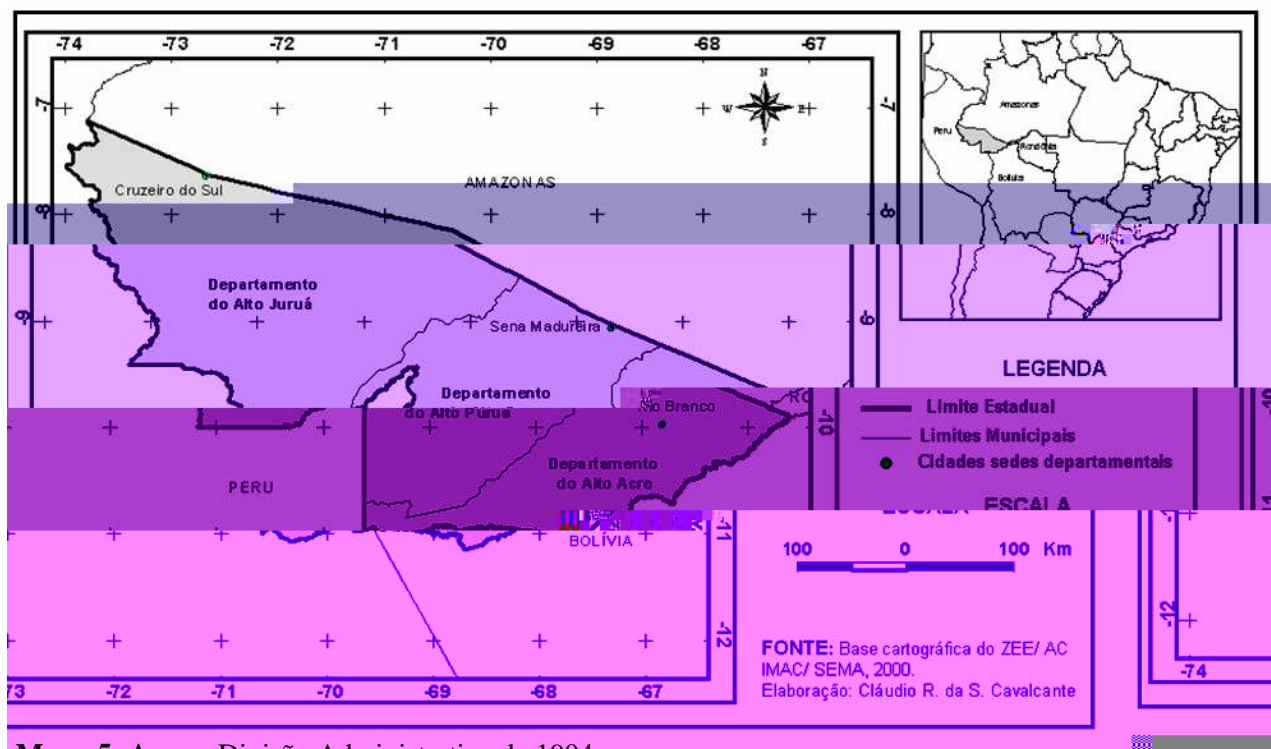 -74 -73 -72 -71 -70 -69 -68 -67
-7 -7
N
W E
S
Amazonas
Peru
Rondônia
Bolívia
Cruzeiro do Sul
AMAZONAS
-8 -8
Departamento
do Alto Juruá
-9 -9
Sena Madureira
LEGENDA
Departamento
do Alto Purus
Rio Branco
RO
-10 -10
Limite Estadual
Limites Municipais
Cidades sedes departamentais
Departamento
do Alto Acre
PERU
ESCALA
ESCALA
-11
BOLÍVIA
100 0 100 Km
-12 -12
FONTE: Base cartográfica do ZEE/ AC
IMAC/ SEMA, 2000.
Elaboração: Cláudio R. da S. Cavalcante
73 -72 -71 -70 -69 -68 -67 -74